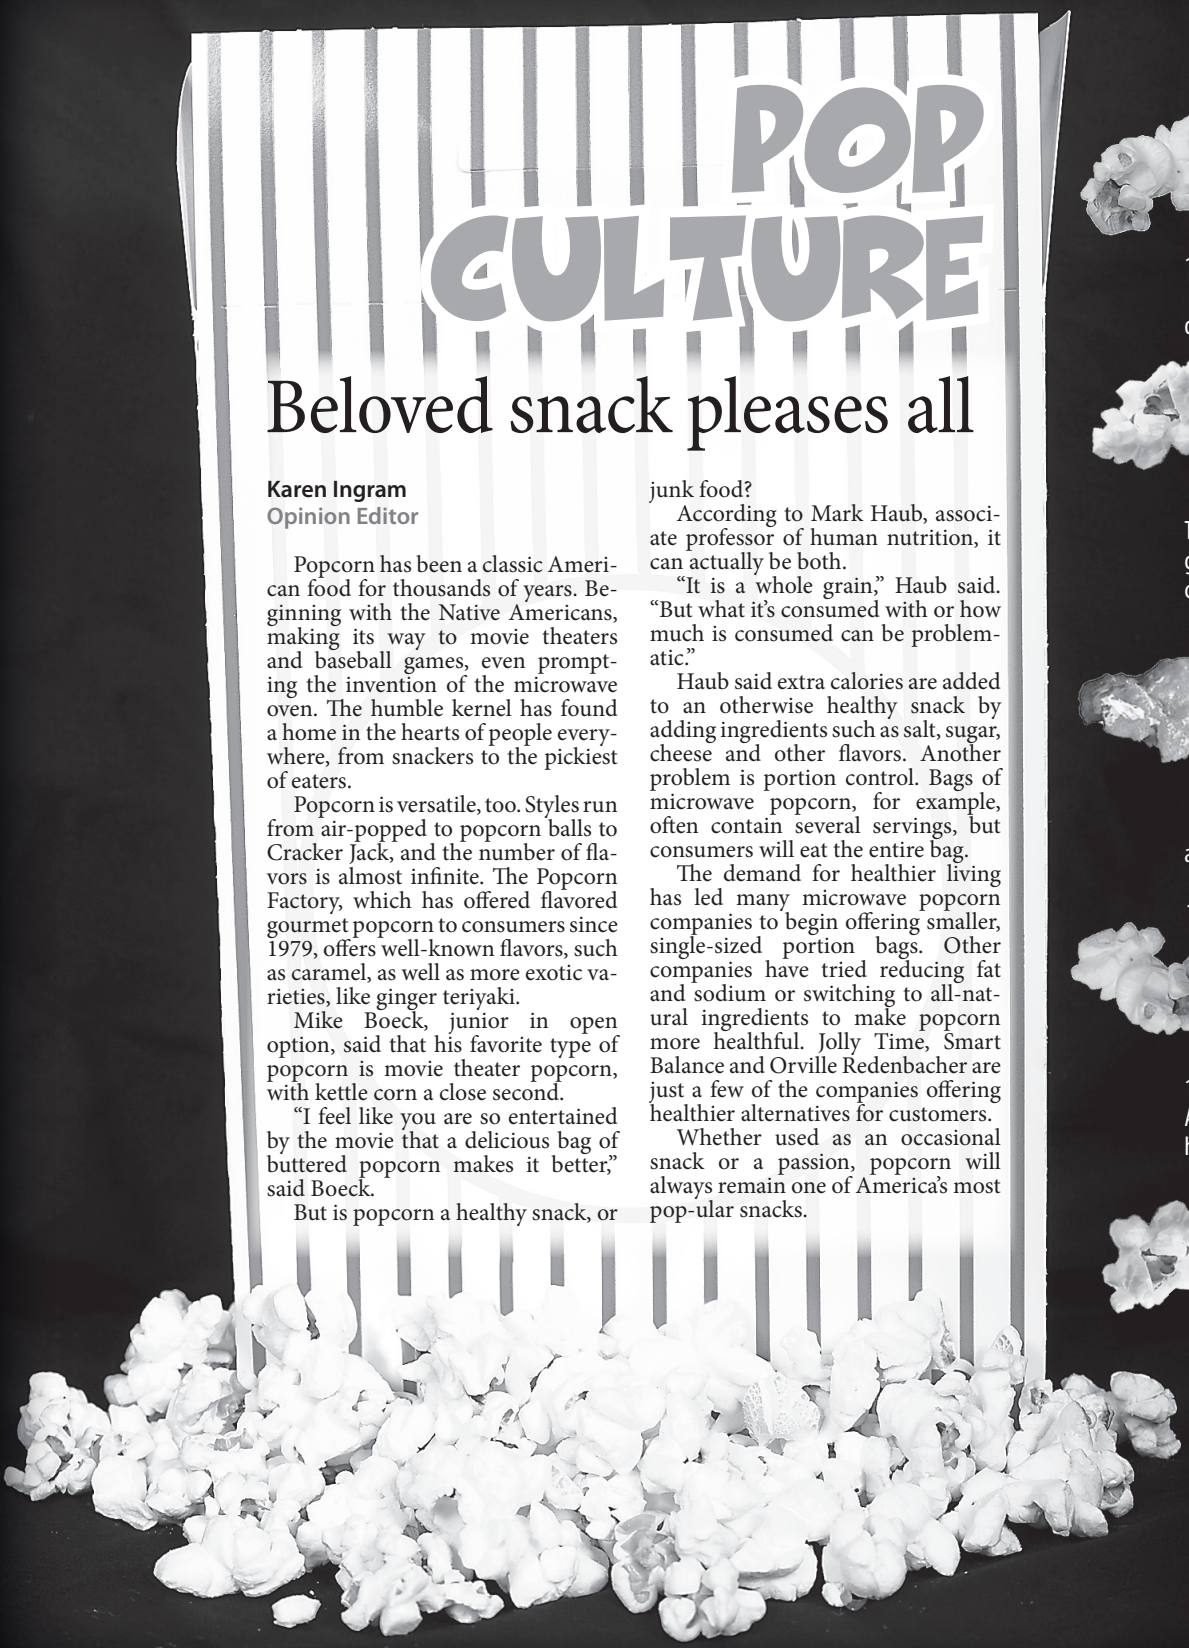 POP
CULTURE
Beloved snack pleases all
Karen Ingram
Opinion Editor
Popcorn has been a classic Ameri-
can food for thousands of years. Be-
ginning with the Native Americans,
making its way to movie theaters
and baseball games, even prompt-
ing the invention of the microwave
oven. The humble kernel has found
a home in the hearts of people every-
where, from snackers to the pickiest
of eaters.
Popcorn is versatile, too. Styles run
from air-popped to popcorn balls to
Cracker Jack, and the number of fla-
vors is almost infinite. The Popcorn
Factory, which has offered flavored
gourmet popcorn to consumers since
1979, offers well-known flavors, such
as caramel, as well as more exotic va-
rieties, like ginger teriyaki.
Mike Boeck, junior in open
option, said that his favorite type of
popcorn is movie theater popcorn,
with kettle corn a close second.
“I feel like you are so entertained
by the movie that a delicious bag of
buttered popcorn makes it better,”
said Boeck.
But is popcorn a healthy snack, or
junk food?
According to Mark Haub, associ-
ate professor of human nutrition, it
can actually be both.
“It is a whole grain,” Haub said.
“But what it’s consumed with or how
much is consumed can be problem-
atic.”
Haub said extra calories are added
to an otherwise healthy snack by
adding ingredients such as salt, sugar,
cheese and other flavors. Another
problem is portion control. Bags of
microwave popcorn, for example,
often contain several servings, but
consumers will eat the entire bag.
The demand for healthier living
has led many microwave popcorn
companies to begin offering smaller,
single-sized portion bags. Other
companies have tried reducing fat
and sodium or switching to all-nat-
ural ingredients to make popcorn
more healthful. Jolly Time, Smart
Balance and Orville Redenbacher are
just a few of the companies offering
healthier alternatives for customers.
Whether used as an occasional
snack or a passion, popcorn will
always remain one of America’s most
pop-ular snacks.